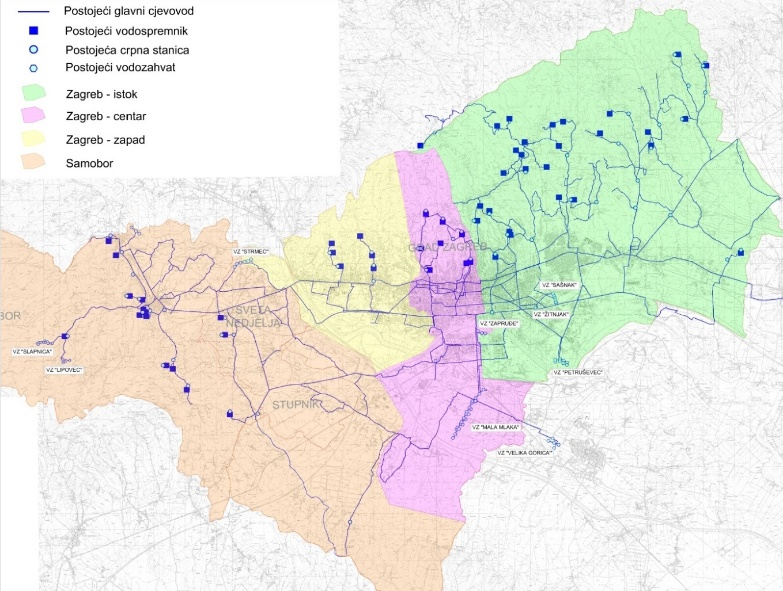 Postojeći glavni cjevovod
Postojeći vodospremnik
Postojeća crpna stanica
Postojeći vodozahvat
Zagreb - istok
Zagreb - centar
Zagreb - zapad
Samobor
GRAD ZAGREB
VZ "STRMEC"
VZ "SAŠNAK"
BOR
SVETA
NEDJELJA
VZ "ŽITNJAK"
VZ "ZAPRUĐE"
VZ "SLAPNICA"
VZ "LIPOVEC"
VZ "PETRUŠEVEC"
STUPNIK
VZ "MALA MLAKA"
VZ "VELIKA GORICA"